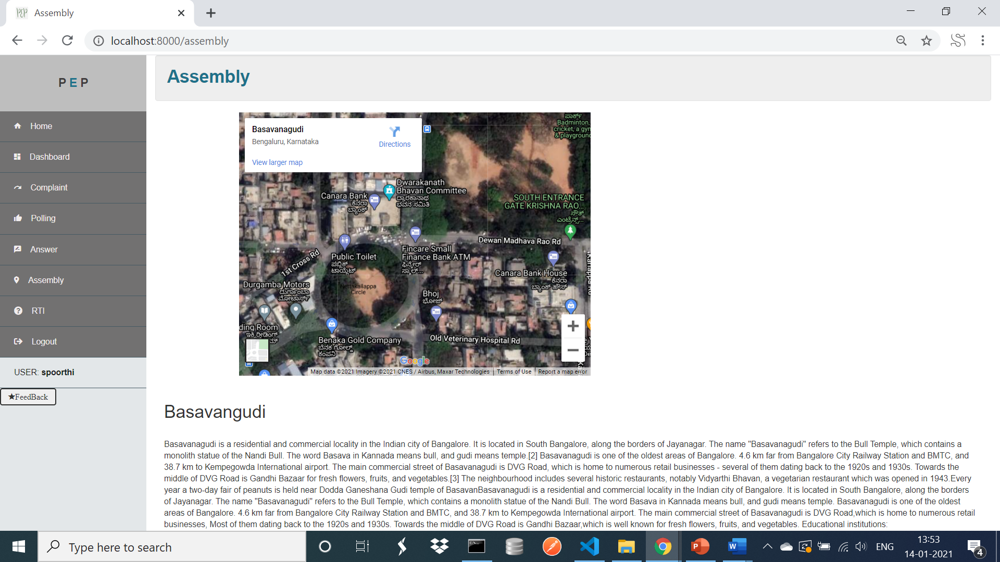 Assembly
localhost:8000/assembly
P E P
Home
Dashboard
Complaint
Polling
Answer
Assembly
RTI
Logout
USER: spoorthi
★FeedBack
Assembly
Basavanagudi
Bengaluru, Karnataka
Directions
View larger map
ಪಾರ್ಕ್
Badminton,
cricket, a gym
& playground
Dwarakanath
Bhavan Committee
ದ್ವಾರಕಾನಾಥ
ಭವನ ಸಮಿತಿ
Canara Bank
ಕೆನರಾ
ಬ್ಯಾಂಕ್
SOUTH ENTRANCE
GATE KRISHNA RAO...
ಸೌತ್
ಎಂಟ್ರೆನ್ಸ್...
Dewan Madhava Rao Rd
1st Cross Rd
Public Toilet
ಪಬ್ಲಿಕ್
ಟಾಯ್ಲೆಟ್
Fincare Small
Finance Bank ATM
ಫಿನ್ಕೇರ್
ಸ್ಮಾಲ್...
Canara Bank House
ಕೆನರಾ
ಬ್ಯಾಂಕ್ ಹೌಸ್
Durgamba Motors
ದುರ್ಗಾಂಬಾ
ಮೋಟಾರ್ಸ್
Nettakallappa
Circle
Bhoj
ಭೋಜ್
ding Room
Benaka Gold Company
ಬೆನಕ ಗೋಲ್ಡ್
ಕಂಪನಿ
Old Veterinary Hospital Rd
Google
Map data ©2021 Imagery ©2021 CNES / Airbus, Maxar Technologies
Terms of Use
Report a map error
Basavangudi
Basavanagudi is a residential and commercial locality in the Indian city of Bangalore. It is located in South Bangalore, along the borders of Jayanagar. The name "Basavanagudi" refers to the Bull Temple, which contains a
monolith statue of the Nandi Bull. The word Basava in Kannada means bull, and gudi means temple.[2] Basavanagudi is one of the oldest areas of Bangalore. 4.6 km far from Bangalore City Railway Station and BMTC, and
38.7 km to Kempegowda International airport. The main commercial street of Basavanagudi is DVG Road, which is home to numerous retail businesses - several of them dating back to the 1920s and 1930s. Towards the
middle of DVG Road is Gandhi Bazaar for fresh flowers, fruits, and vegetables.[3] The neighbourhood includes several historic restaurants, notably Vidyarthi Bhavan, a vegetarian restaurant which was opened in 1943.Every
year a two-day fair of peanuts is held near Dodda Ganeshana Gudi temple of BasavanBasavanagudi is a residential and commercial locality in the Indian city of Bangalore. It is located in South Bangalore, along the borders
of Jayanagar. The name "Basavanagudi" refers to the Bull Temple, which contains a monolith statue of the Nandi Bull. The word Basava in Kannada means bull, and gudi means temple. Basavanagudi is one of the oldest
areas of Bangalore. 4.6 km far from Bangalore City Railway Station and BMTC, and 38.7 km to Kempegowda International airport. The main commercial street of Basavanagudi is DVG Road,which is home to numerous retail
businesses, Most of them dating back to the 1920s and 1930s. Towards the middle of DVG Road is Gandhi Bazaar,which is well known for fresh flowers, fruits, and vegetables. Educational institutions:
Type here to search
ENG
13:53
14-01-2021
4